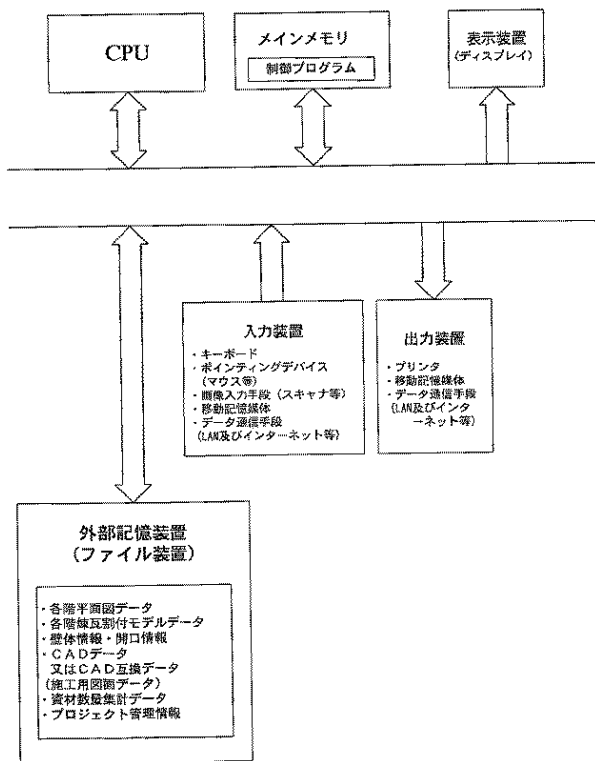 CPU
メインメモリ
制御プログラム
表示装置
(ディスプレイ)
入力装置
・キーボード
・ポインティングデバイス
(マウス等)
・画像入力手段(スキャナ等)
・移動記憶媒体
・データ通信手段
(LAN及びインターネット等)
出力装置
・プリンタ
・移動記憶媒体
・データ通信手段
(LAN及びインタ
ーネット等)
外部記憶装置
(ファイル装置)
・各階平面図データ
・各階煉瓦割付モデルデータ
・壁体情報・開口情報
・CADデータ
又はCAD互換データ
(施工用図面データ)
・資材数量集計データ
・プロジェクト管理情報